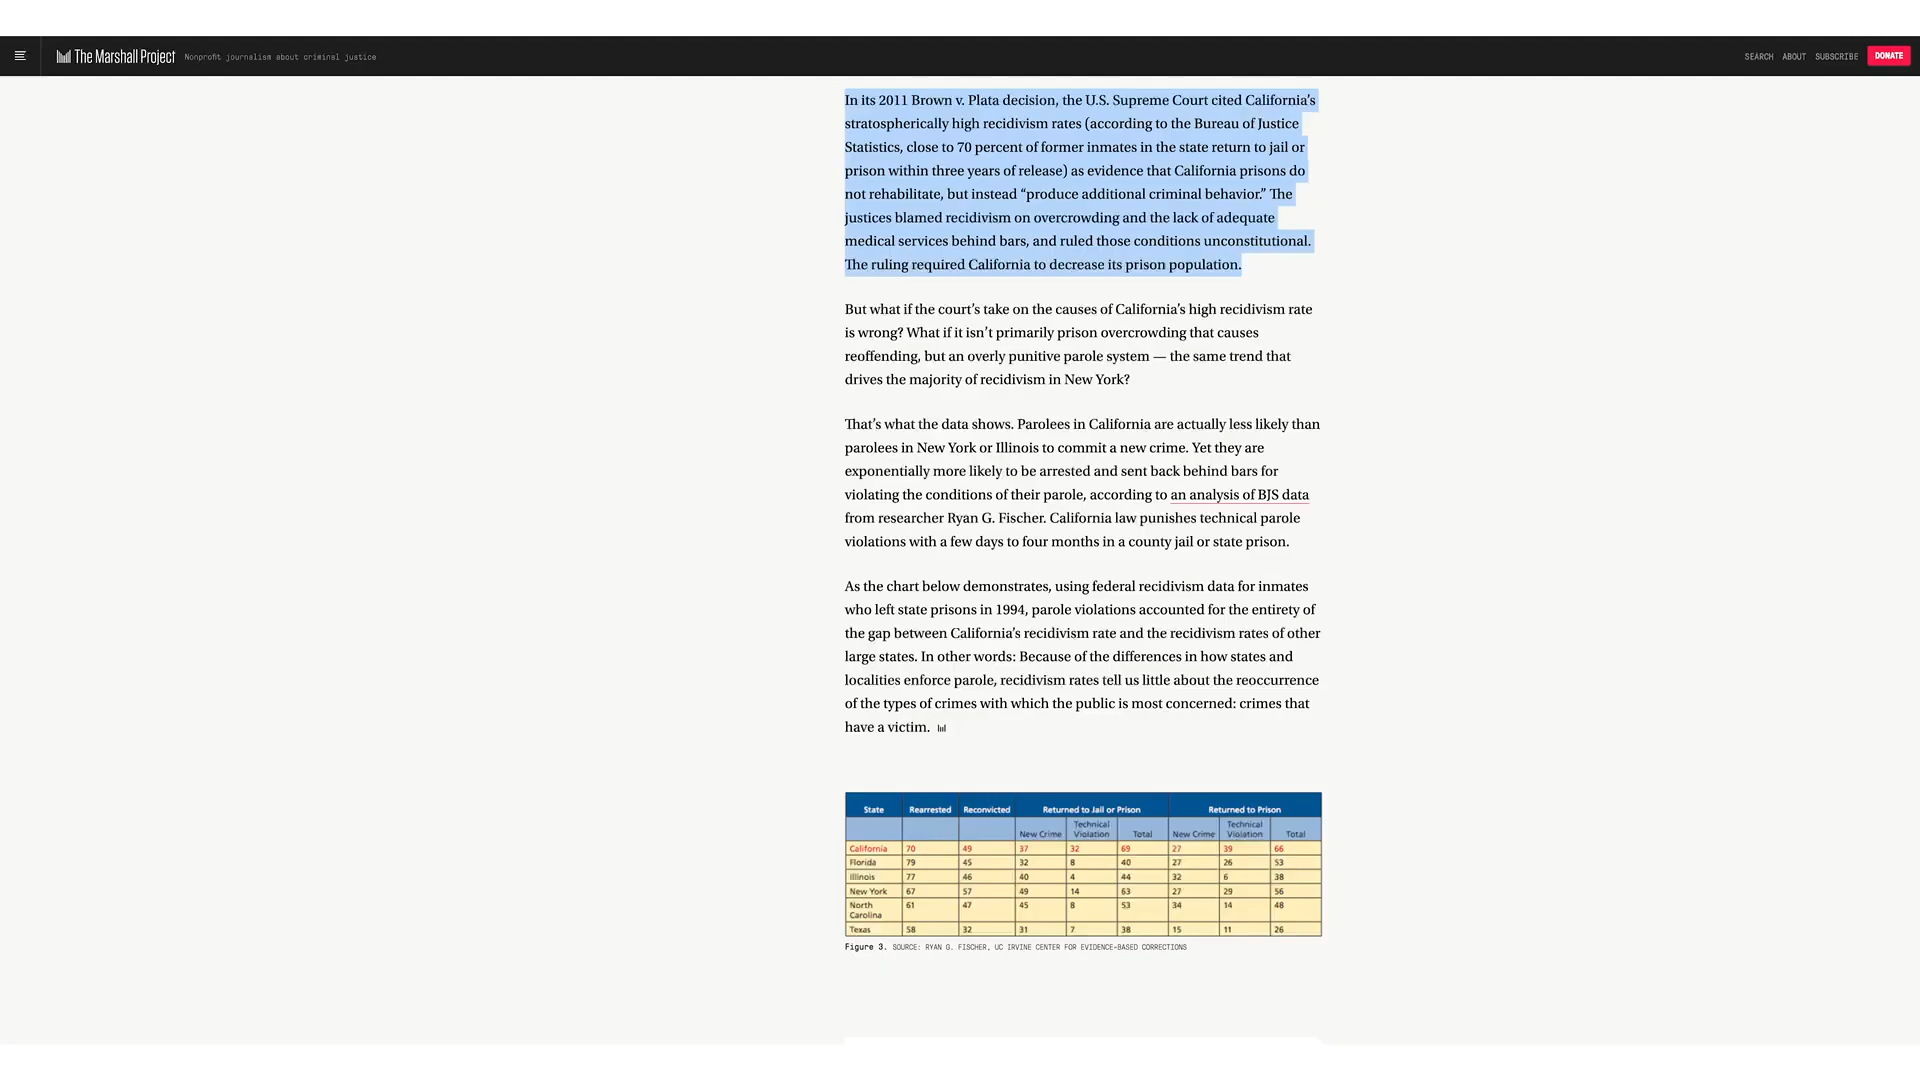 The Marshall Project
Nonprofit journalism about criminal justice
SEARCH ABOUT SUBSCRIBE DONATE
In its 2011 Brown v. Plata decision, the U.S. Supreme Court cited California’s
stratospherically high recidivism rates (according to the Bureau of Justice
Statistics, close to 70 percent of former inmates in the state return to jail or
prison within three years of release) as evidence that California prisons do
not rehabilitate, but instead “produce additional criminal behavior.” The
justices blamed recidivism on overcrowding and the lack of adequate
medical services behind bars, and ruled those conditions unconstitutional.
The ruling required California to decrease its prison population.
But what if the court’s take on the causes of California’s high recidivism rate
is wrong? What if it isn’t primarily prison overcrowding that causes
reoffending, but an overly punitive parole system — the same trend that
drives the majority of recidivism in New York?
That’s what the data shows. Parolees in California are actually less likely than
parolees in New York or Illinois to commit a new crime. Yet they are
exponentially more likely to be arrested and sent back behind bars for
violating the conditions of their parole, according to an analysis of BJS data
from researcher Ryan G. Fischer. California law punishes technical parole
violations with a few days to four months in a county jail or state prison.
As the chart below demonstrates, using federal recidivism data for inmates
who left state prisons in 1994, parole violations accounted for the entirety of
the gap between California’s recidivism rate and the recidivism rates of other
large states. In other words: Because of the differences in how states and
localities enforce parole, recidivism rates tell us little about the reoccurrence
of the types of crimes with which the public is most concerned: crimes that
have a victim.
State Rearrested Reconvicted Returned to Jail or Prison Returned to Prison
New Crime Technical Violation Total New Crime Technical Violation Total
California 70 49 37 32 69 27 39 66
Florida 79 45 32 8 40 27 26 53
Illinois 77 46 40 4 44 32 6 38
New York 67 57 49 14 63 27 29 56
North Carolina 61 47 45 8 53 34 14 48
Texas 58 32 31 7 38 15 11 26
Figure 3. SOURCE: RYAN G. FISCHER, UC IRVINE CENTER FOR EVIDENCE-BASED CORRECTIONS